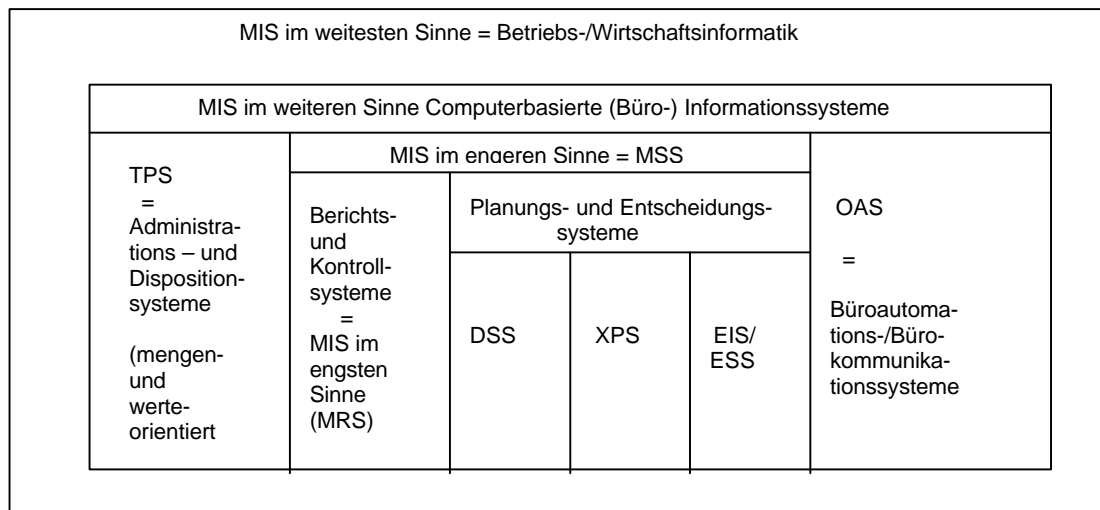 MIS im weitesten Sinne = Betriebs-/Wirtschaftsinformatik
MIS im weiteren Sinne Computerbasierte (Büro-) Informationssysteme
TPS
=
Administra-
tions – und
Disposition-
systeme
(mengen-
und
werte-
orientiert
MIS im engeren Sinne = MSS
Berichts-
und
Kontroll-
systeme
=
MIS im
engsten
Sinne
(MRS)
Planungs- und Entscheidungs-
systeme
DSS
XPS
EIS/
ESS
OAS
=
Büroautoma-
tions-/Büro-
kommunika-
tionssysteme